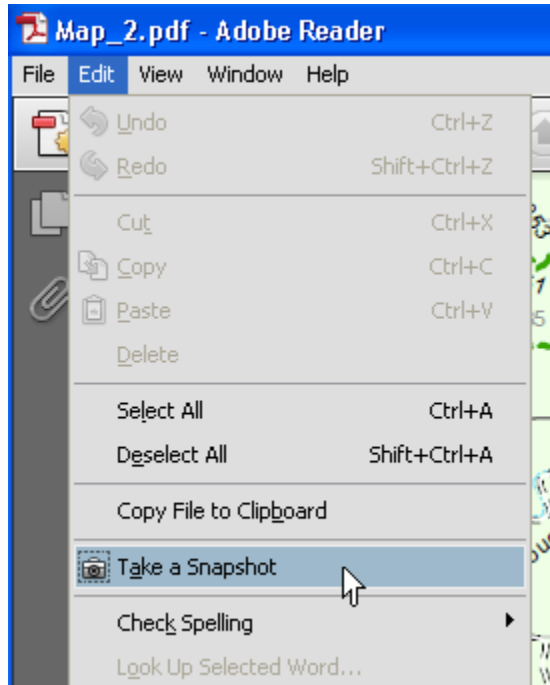 Map_2.pdf - Adobe Reader
File Edit View Window Help
Undo Ctrl+Z
Redo Shift+Ctrl+Z
Cut Ctrl+X
Copy Ctrl+C
Paste Ctrl+V
Delete
Select All Ctrl+A
Deselect All Shift+Ctrl+A
Copy File to Clipboard
Take a Snapshot
Check Spelling
Look Up Selected Word...